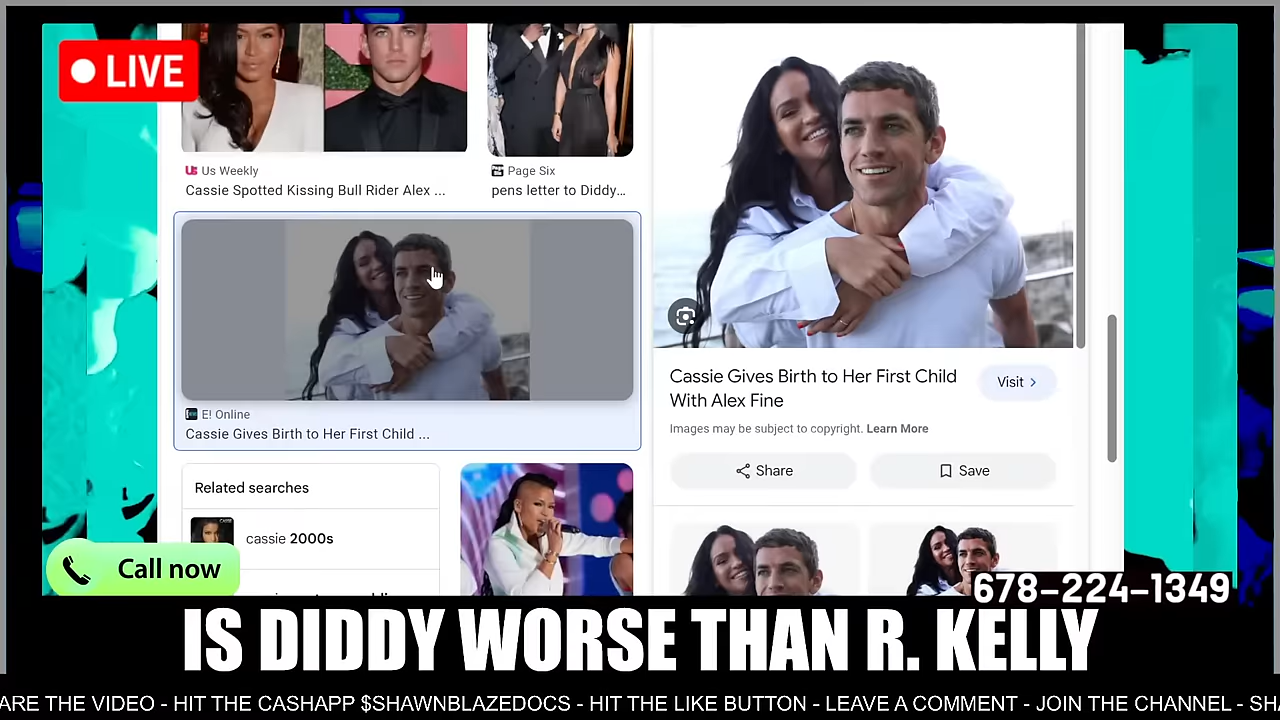 LIVE
Us Weekly
Cassie Spotted Kissing Bull Rider Alex ...
Page Six
pens letter to Diddy...
E! Online
Cassie Gives Birth to Her First Child ...
Cassie Gives Birth to Her First Child
With Alex Fine
Visit
Images may be subject to copyright. Learn More
Share
Save
Related searches
cassie 2000s
Call now
678-224-1349
IS DIDDY WORSE THAN R. KELLY
ARE THE VIDEO - HIT THE CASHAPP $SHAWNBLAZEDOCS - HIT THE LIKE BUTTON - LEAVE A COMMENT - JOIN THE CHANNEL - SHA